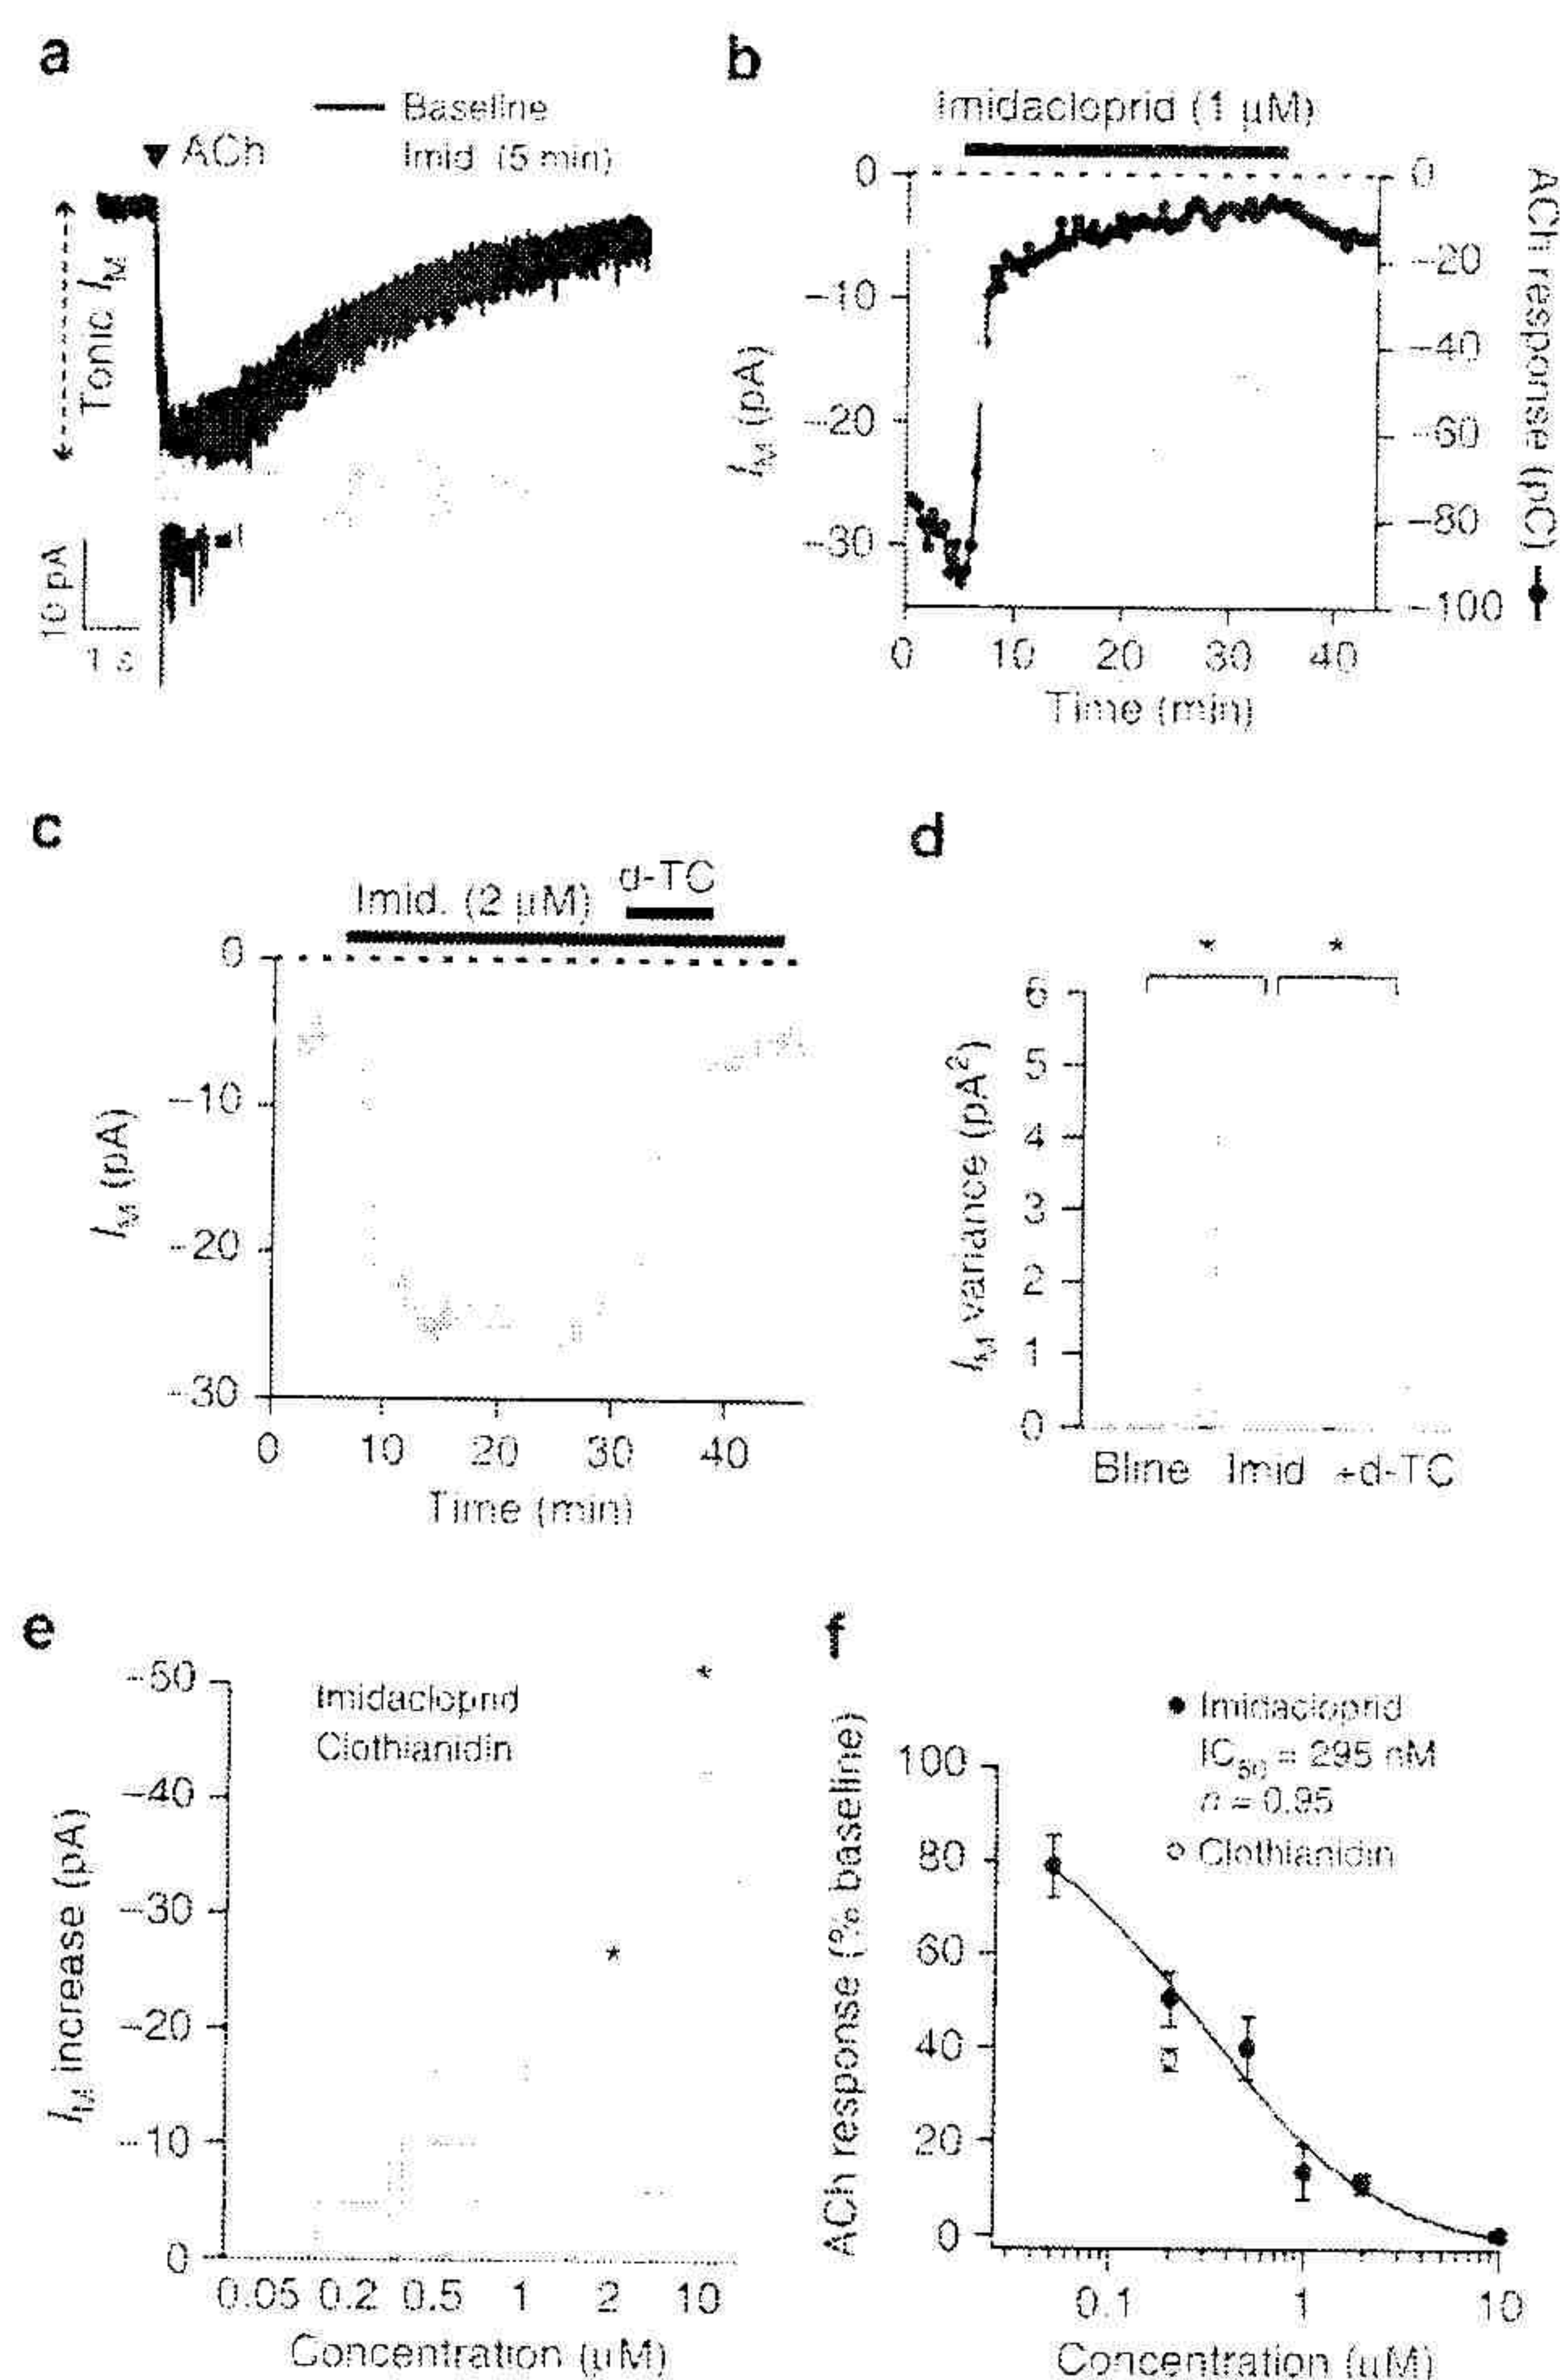 a
Baseline
ACh
Imid. (5 min)
Tonic I_M
10 pA
1 s
b
Imidacloprid (1 µM)
0
–10
–20
–30
I_M (pA)
0
–20
–40
–60
–80
–100
ACh response (pC)
0 10 20 30 40
Time (min)
c
d-TC
Imid. (2 µM)
0
–10
–20
–30
I_M (pA)
0 10 20 30 40
Time (min)
d
* *
6
5
4
3
2
1
0
I_M variance (pA²)
Bline Imid +d-TC
e
–50
–40
–30
–20
–10
0
I_M increase (pA)
Imidacloprid
Clothianidin
*
*
0.05 0.2 0.5 1 2 10
Concentration (µM)
f
Imidacloprid
IC₅₀ = 295 nM
n = 0.95
Clothianidin
100
80
60
40
20
0
ACh response (% baseline)
0.1 1 10
Concentration (µM)